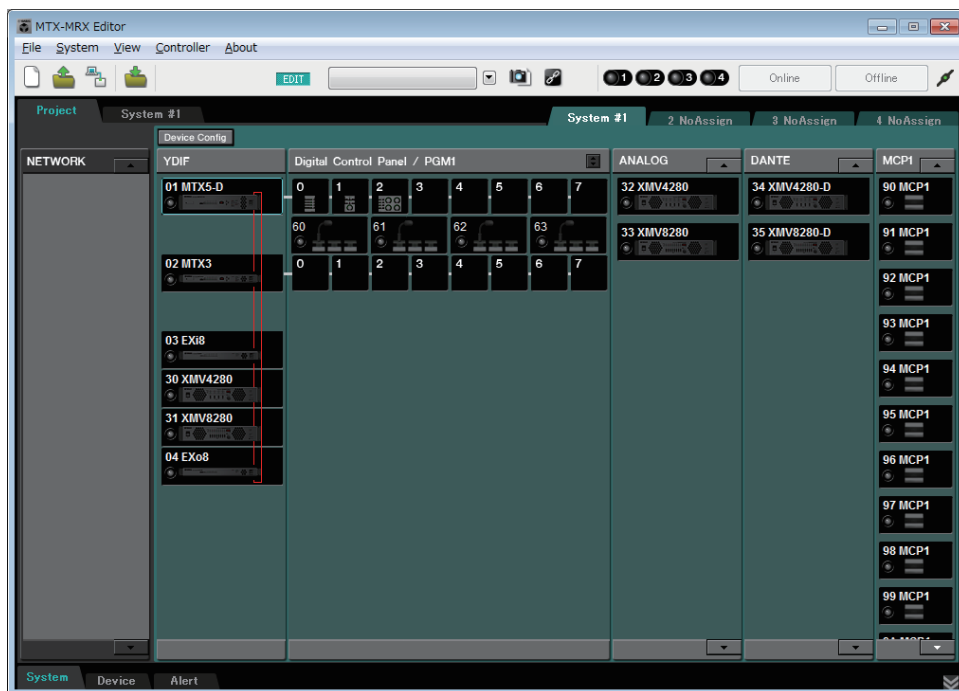 MTX-MRX Editor
File System View Controller About
EDIT 1 2 3 4 Online Offline
Project System #1 System #1 2 NoAssign 3 NoAssign 4 NoAssign
Device Config
NETWORK YDIF Digital Control Panel / PGM1 ANALOG DANTE MCP1
01 MTX5-D 0 1 2 3 4 5 6 7 32 XMV4280 34 XMV4280-D 90 MCP1
60 61 62 63 33 XMV8280 35 XMV8280-D 91 MCP1
02 MTX3 0 1 2 3 4 5 6 7 92 MCP1
93 MCP1
03 EXi8
94 MCP1
30 XMV4280
95 MCP1
31 XMV8280
96 MCP1
04 EXo8
97 MCP1
98 MCP1
99 MCP1
System Device Alert